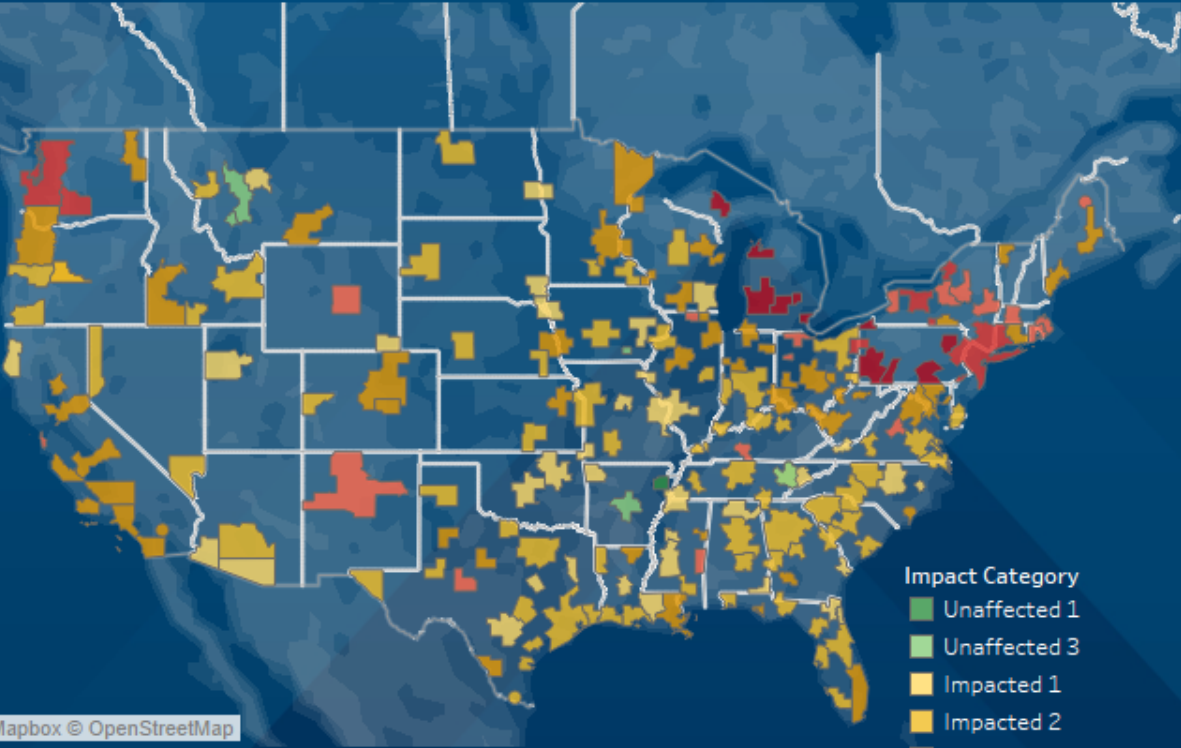 Impact Category
Unaffected 1
Unaffected 3
Impacted 1
Impacted 2
Mapbox © OpenStreetMap